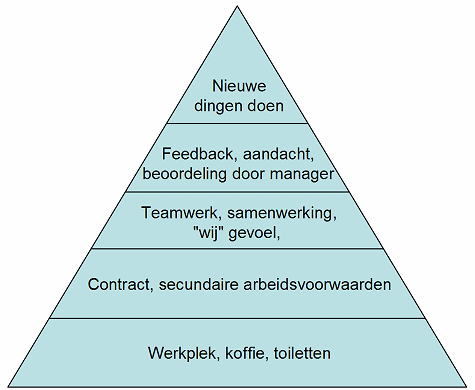 Nieuwe
dingen doen
Feedback, aandacht,
beoordeling door manager
Teamwerk, samenwerking,
"wij" gevoel,
Contract, secundaire arbeidsvoorwaarden
Werkplek, koffie, toiletten